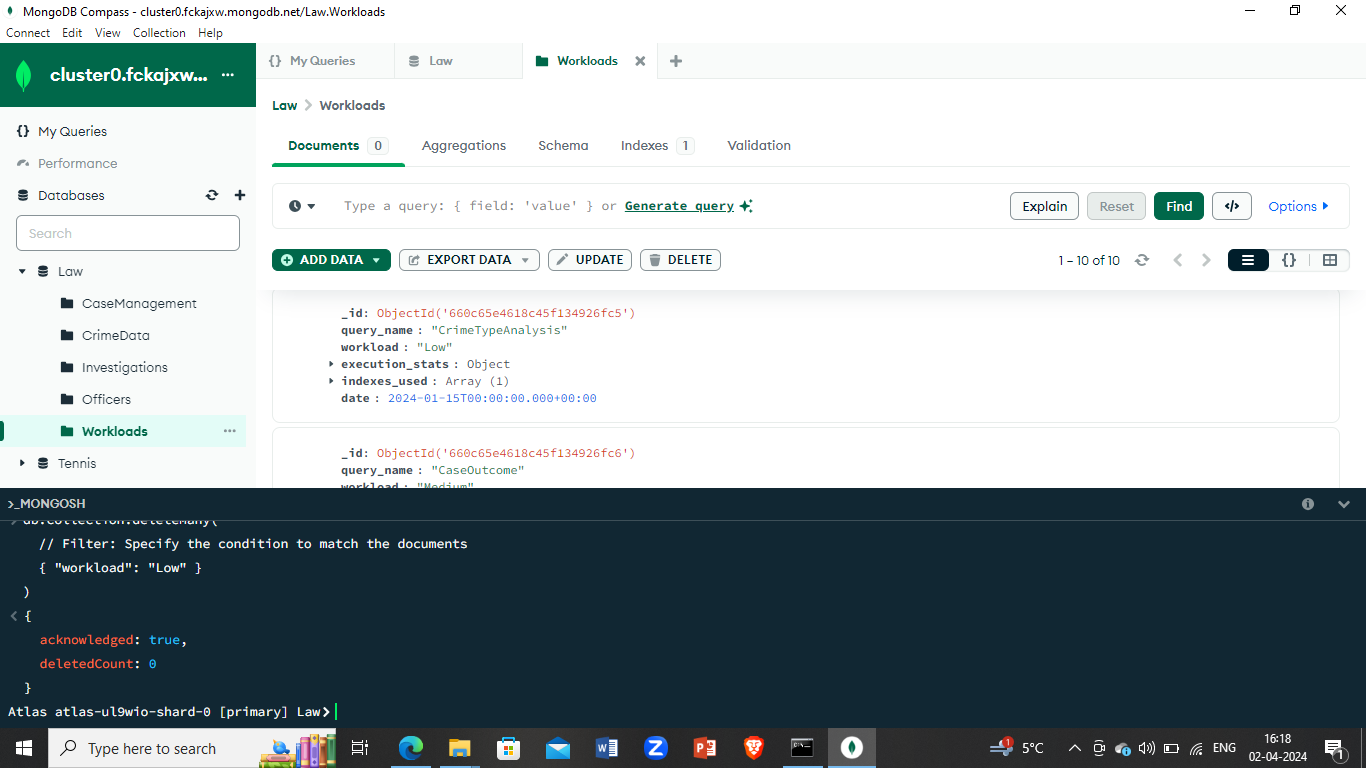 MongoDB Compass - cluster0.fckajxw.mongodb.net/Law.Workloads
Connect Edit View Collection Help
cluster0.fckajxw... ...
My Queries
Law
Workloads
Law > Workloads
{} My Queries
Performance
Databases
Search
Law
CaseManagement
CrimeData
Investigations
Officers
Workloads ...
Tennis
Documents 0 Aggregations Schema Indexes 1 Validation
Type a query: { field: 'value' } or Generate query
Explain Reset Find </> Options
ADD DATA EXPORT DATA UPDATE DELETE
1 – 10 of 10 {}
_id: ObjectId('660c65e4618c45f134926fc5')
query_name : "CrimeTypeAnalysis"
workload : "Low"
execution_stats : Object
indexes_used : Array (1)
date : 2024-01-15T00:00:00.000+00:00
_id: ObjectId('660c65e4618c45f134926fc6')
query_name : "CaseOutcome"
workload : "Medium"
>_MONGOSH
> db.collection.deleteMany(
// Filter: Specify the condition to match the documents
{ "workload": "Low" }
)
< {
acknowledged: true,
deletedCount: 0
}
Atlas atlas-ul9wio-shard-0 [primary] Law>
Type here to search
1 5°C ENG 16:18
02-04-2024 1